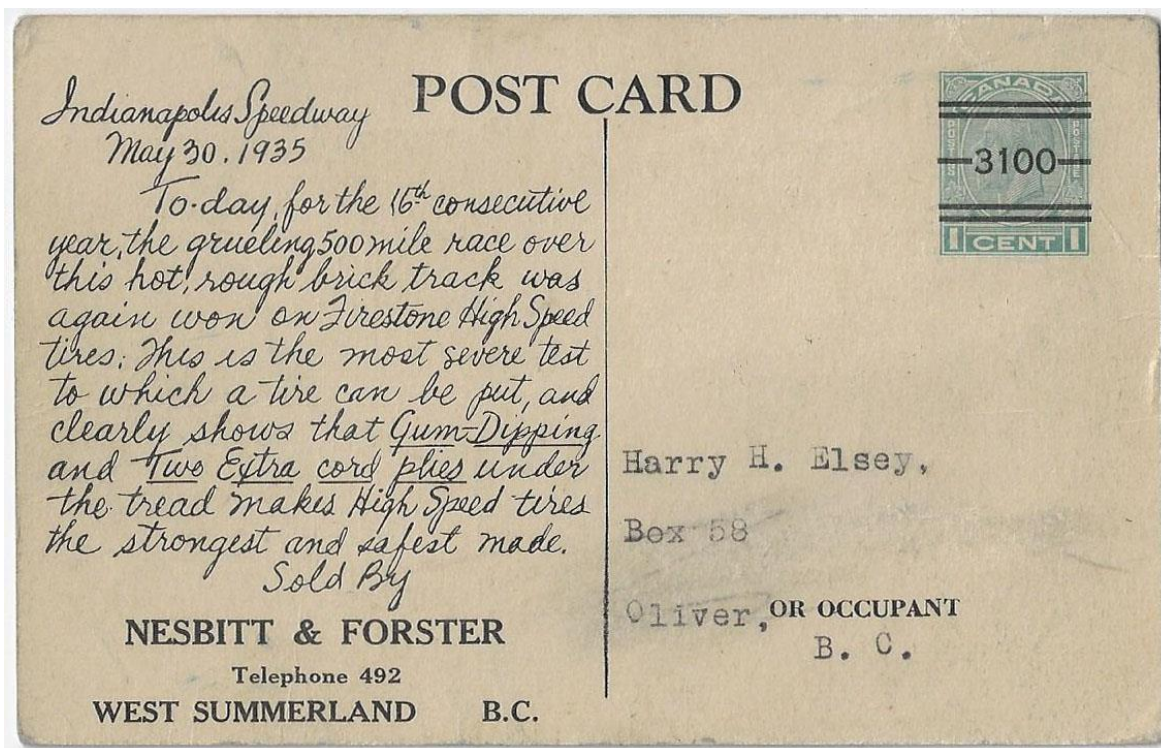 POST CARD
Indianapolis Speedway
May 30. 1935
To-day, for the 16th consecutive
year, the grueling 500 mile race over
this hot, rough brick track was
again won on Firestone High Speed
tires. This is the most severe test
to which a tire can be put, and
clearly shows that Gum-Dipping
and Two Extra cord plies under
the tread makes High Speed tires
the strongest and safest made.
Sold By
NESBITT & FORSTER
Telephone 492
WEST SUMMERLAND B.C.
CANADA
POSTES POSTAGE
3100
1 CENT 1
Harry H. Elsey,
Box 58
Oliver, OR OCCUPANT
B. C.